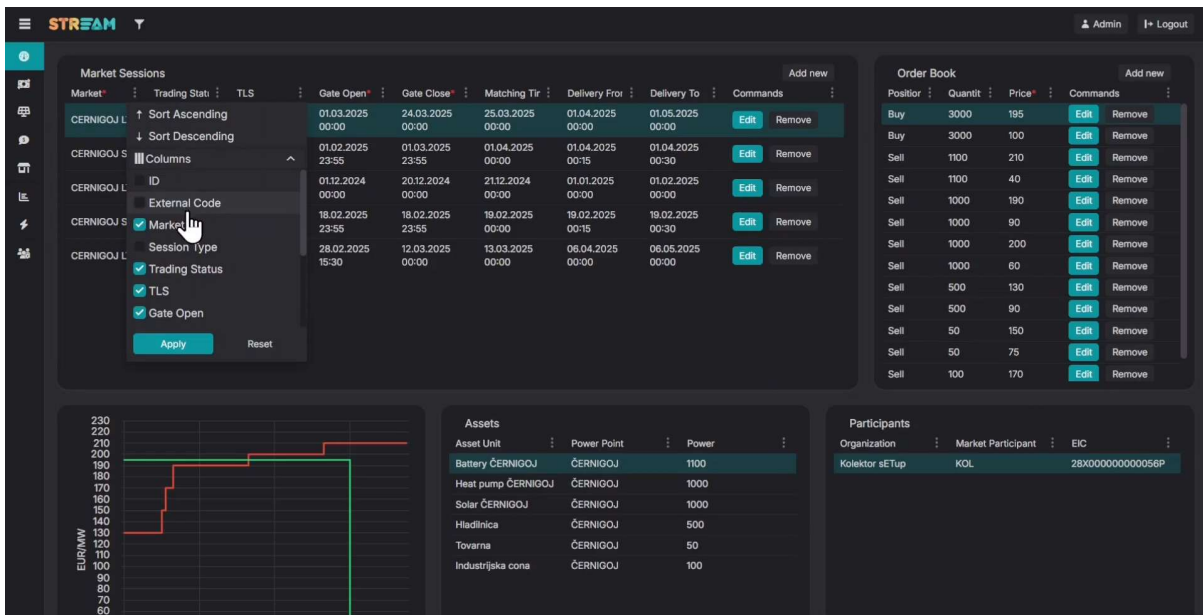 STREAM
Admin
Logout
Market Sessions
Add new
Market*
TLS
Gate Open*
Gate Close*
Delivery To
Commands
CERNIGOJ
01.03.2025 00:00
24.03.2025 00:00
25.03.2025 00:00
01.04.2025 00:00
01.05.2025 00:00
Edit
Remove
CERNIGOJ S
01.02.2025 23:55
01.03.2025 23:55
01.04.2025 00:00
01.04.2025 00:15
01.04.2025 00:30
Edit
Remove
CERNIGOJ
01.12.2024 00:00
20.12.2024 00:00
21.12.2024 00:00
01.01.2025 00:00
01.02.2025 00:00
Edit
Remove
CERNIGOJ S
18.02.2025 23:55
18.02.2025 23:55
19.02.2025 00:00
19.02.2025 00:15
19.02.2025 00:30
Edit
Remove
CERNIGOJ
28.02.2025 15:30
12.03.2025 00:00
13.03.2025 00:00
06.04.2025 00:00
06.05.2025 00:00
Edit
Remove
Sort Ascending
Sort Descending
Columns
ID
External Code
Market
Session Type
Trading Status
TLS
Gate Open
Apply
Reset
Order Book
Add new
Price*
Commands
Buy 3000 195 Edit Remove
Buy 3000 100 Edit Remove
Sell 1100 210 Edit Remove
Sell 1100 40 Edit Remove
Sell 1000 190 Edit Remove
Sell 1000 90 Edit Remove
Sell 1000 200 Edit Remove
Sell 1000 60 Edit Remove
Sell 500 130 Edit Remove
Sell 500 90 Edit Remove
Sell 50 150 Edit Remove
Sell 50 75 Edit Remove
Sell 100 170 Edit Remove
230
220
210
200
190
180
170
160
150
140
130
120
110
100
90
80
70
60
EUR/MW
Assets
Asset Unit Power Point Power
Battery ČERNIGOJ ČERNIGOJ 1100
Heat pump ČERNIGOJ ČERNIGOJ 1000
Solar ČERNIGOJ ČERNIGOJ 1000
Hladilnica ČERNIGOJ 500
Tovarna ČERNIGOJ 50
Industrijska cona ČERNIGOJ 100
Participants
Organization Market Participant EIC
Kolektor sETup KOL 28X000000000056P